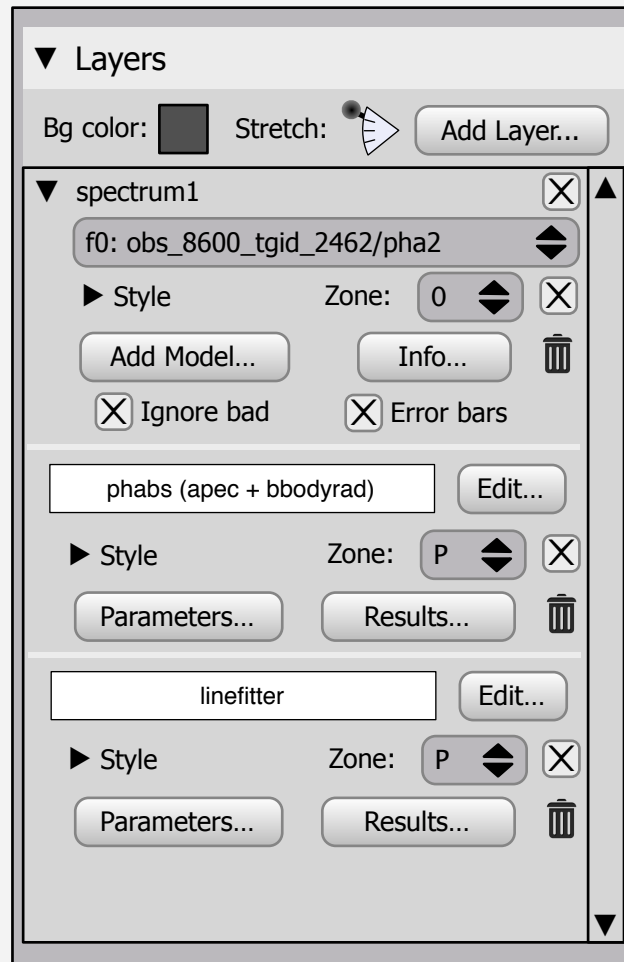 Layers
Bg color: Stretch: Add Layer...
spectrum1
f0: obs_8600_tgid_2462/pha2
Style Zone: 0
Add Model... Info...
Ignore bad Error bars
phabs (apec + bbodyrad) Edit...
Style Zone: P
Parameters... Results...
linefitter Edit...
Style Zone: P
Parameters... Results...